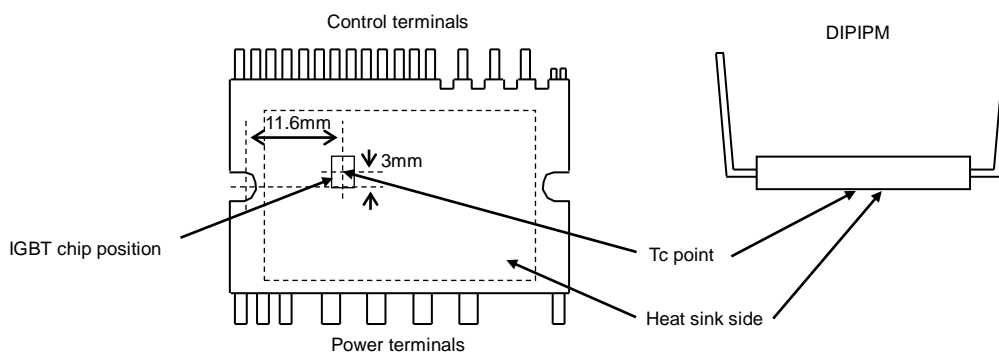 Control terminals
DIPIPM
11.6mm
3mm
IGBT chip position
Tc point
Heat sink side
Power terminals